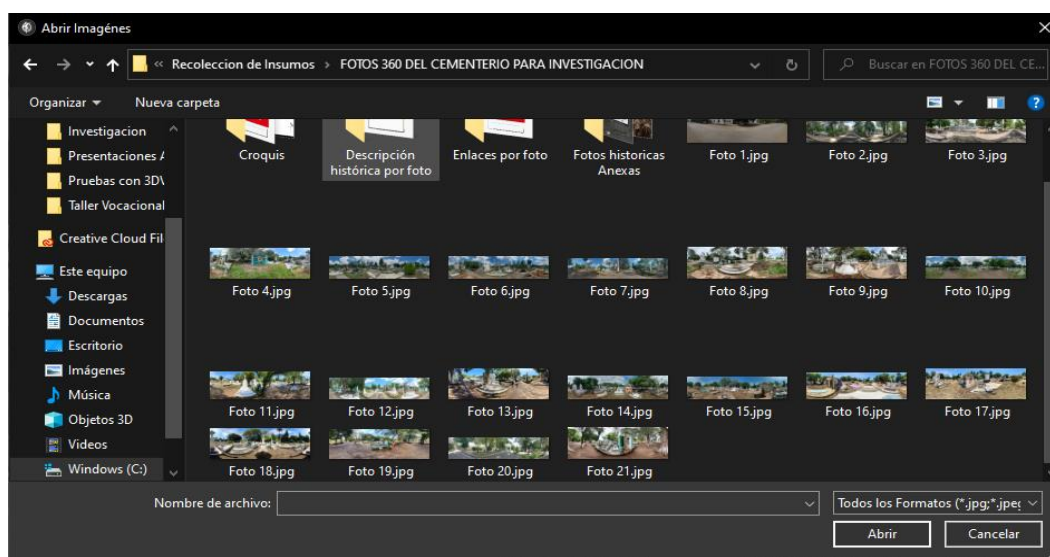 Abrir Imagénes
Recoleccion de Insumos > FOTOS 360 DEL CEMENTERIO PARA INVESTIGACION
Buscar en FOTOS 360 DEL CE...
Organizar
Nueva carpeta
Investigacion
Presentaciones
Pruebas con 3D
Taller Vocacional
Creative Cloud Fil
Este equipo
Descargas
Documentos
Escritorio
Imágenes
Música
Objetos 3D
Videos
Windows (C:)
Croquis
Descripción
histórica por foto
Enlaces por foto
Fotos historicas
Anexas
Foto 1.jpg
Foto 2.jpg
Foto 3.jpg
Foto 4.jpg
Foto 5.jpg
Foto 6.jpg
Foto 7.jpg
Foto 8.jpg
Foto 9.jpg
Foto 10.jpg
Foto 11.jpg
Foto 12.jpg
Foto 13.jpg
Foto 14.jpg
Foto 15.jpg
Foto 16.jpg
Foto 17.jpg
Foto 18.jpg
Foto 19.jpg
Foto 20.jpg
Foto 21.jpg
Nombre de archivo:
Todos los Formatos (*.jpg;*.jpeg
Abrir
Cancelar